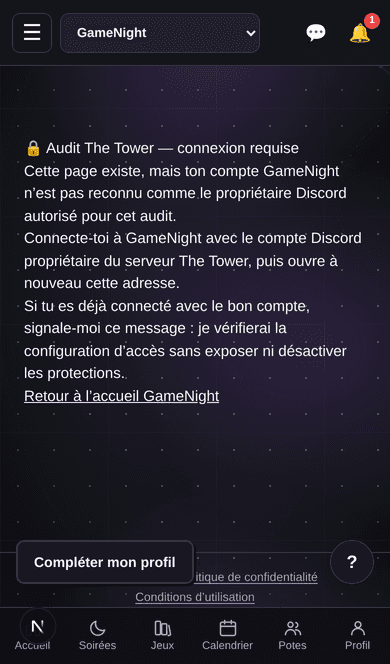 GameNight
1
🔒 Audit The Tower — connexion requise
Cette page existe, mais ton compte GameNight
n’est pas reconnu comme le propriétaire Discord
autorisé pour cet audit.
Connecte-toi à GameNight avec le compte Discord
propriétaire du serveur The Tower, puis ouvre à
nouveau cette adresse.
Si tu es déjà connecté avec le bon compte,
signale-moi ce message : je vérifierai la
configuration d’accès sans exposer ni désactiver
les protections.
Retour à l’accueil GameNight
Compléter mon profil
itique de confidentialité
?
Conditions d’utilisation
N
Accueil Soirées Jeux Calendrier Potes Profil